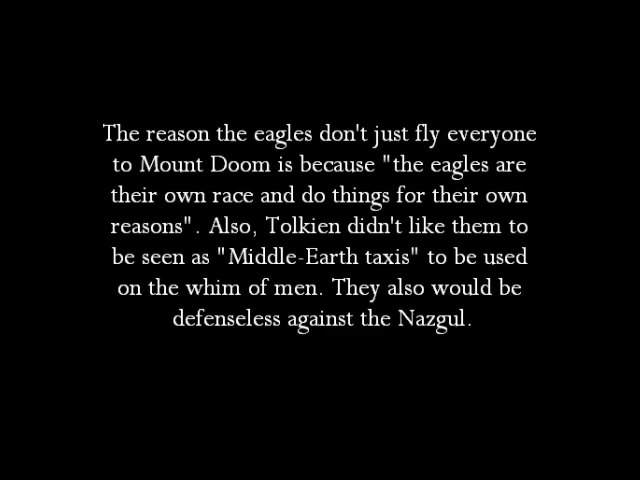 The reason the eagles don't just fly everyone
to Mount Doom is because "the eagles are
their own race and do things for their own
reasons". Also, Tolkien didn't like them to
be seen as "Middle-Earth taxis" to be used
on the whim of men. They also would be
defenseless against the Nazgul.